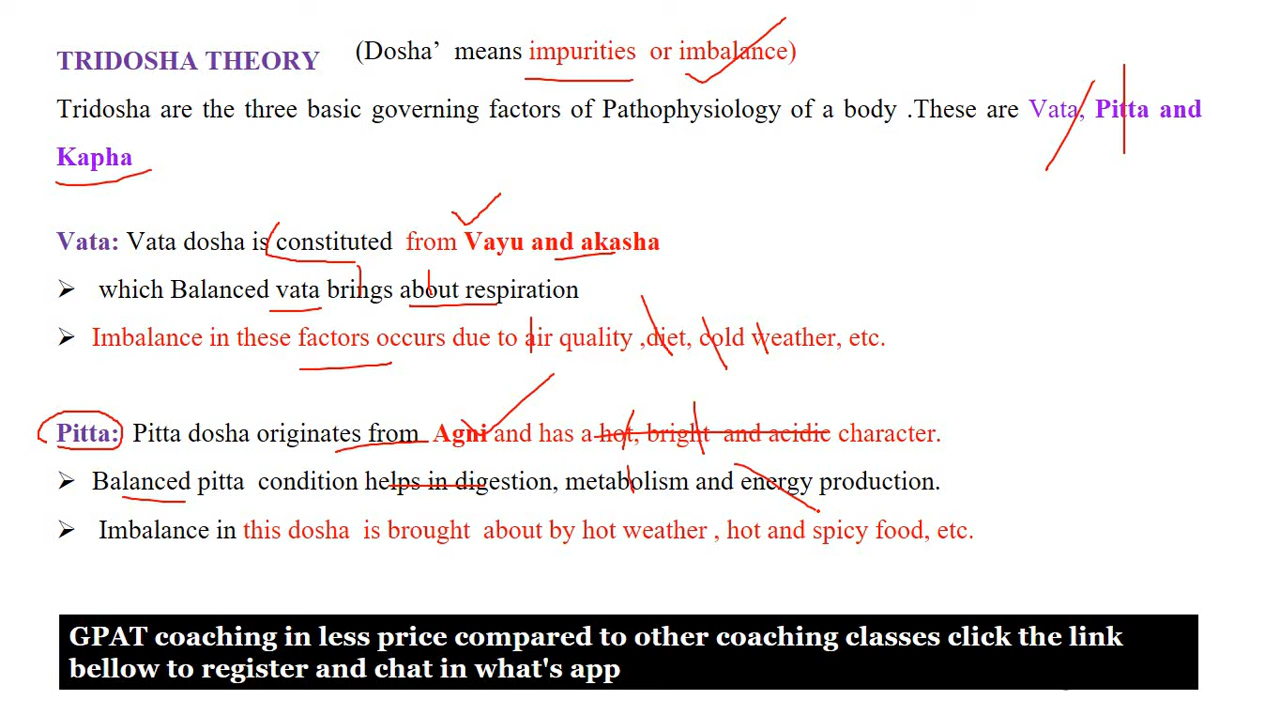 TRIDOSHA THEORY (Dosha’ means impurities or imbalance)
Tridosha are the three basic governing factors of Pathophysiology of a body .These are Vata, Pitta and
Kapha
Vata: Vata dosha is constituted from Vayu and akasha
➢ which Balanced vata brings about respiration
➢ Imbalance in these factors occurs due to air quality ,diet, cold weather, etc.
Pitta: Pitta dosha originates from Agni and has a hot, bright and acidic character.
➢ Balanced pitta condition helps in digestion, metabolism and energy production.
➢ Imbalance in this dosha is brought about by hot weather , hot and spicy food, etc.
GPAT coaching in less price compared to other coaching classes click the link
bellow to register and chat in what's app